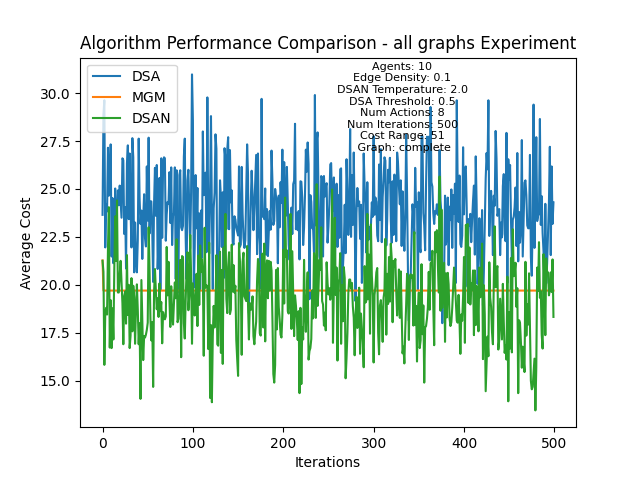 Algorithm Performance Comparison - all graphs Experiment
DSA
MGM
DSAN
Agents: 10
Edge Density: 0.1
DSAN Temperature: 2.0
DSA Threshold: 0.5
Num Actions: 8
Num Iterations: 500
Cost Range: 51
Graph: complete
Average Cost
30.0
27.5
25.0
22.5
20.0
17.5
15.0
0
100
200
300
400
500
Iterations